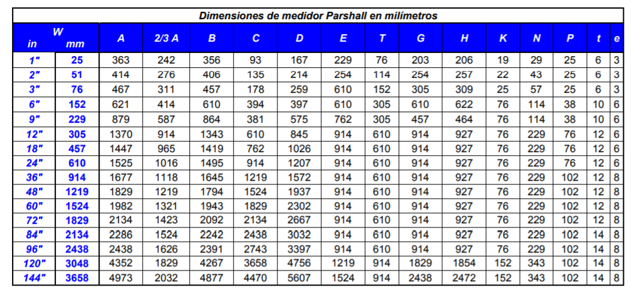 Dimensiones de medidor Parshall en milímetros
W A 2/3 A B C D E T G H K N P t e
in mm
1" 25 363 242 356 93 167 229 76 203 206 19 29 25 6 3
2" 51 414 276 406 135 214 254 114 254 257 22 43 25 6 3
3" 76 467 311 457 178 259 610 152 305 309 25 57 25 6 3
6" 152 621 414 610 394 397 610 305 610 622 76 114 38 10 6
9" 229 879 587 864 381 575 762 305 457 464 76 114 38 10 6
12" 305 1370 914 1343 610 845 914 610 914 927 76 229 76 12 6
18" 457 1447 965 1419 762 1026 914 610 914 927 76 229 76 12 6
24" 610 1525 1016 1495 914 1207 914 610 914 927 76 229 76 12 6
36" 914 1677 1118 1645 1219 1572 914 610 914 927 76 229 102 12 8
48" 1219 1829 1219 1794 1524 1937 914 610 914 927 76 229 102 12 8
60" 1524 1982 1321 1943 1829 2302 914 610 914 927 76 229 102 12 8
72" 1829 2134 1423 2092 2134 2667 914 610 914 927 76 229 102 12 8
84" 2134 2286 1524 2242 2438 3032 914 610 914 927 76 229 102 14 8
96" 2438 2438 1626 2391 2743 3397 914 610 914 927 76 229 102 14 8
120" 3048 4352 1829 4267 3658 4756 1219 914 1829 1854 152 343 102 14 8
144" 3658 4973 2032 4877 4470 5607 1524 914 2438 2472 152 343 102 14 8